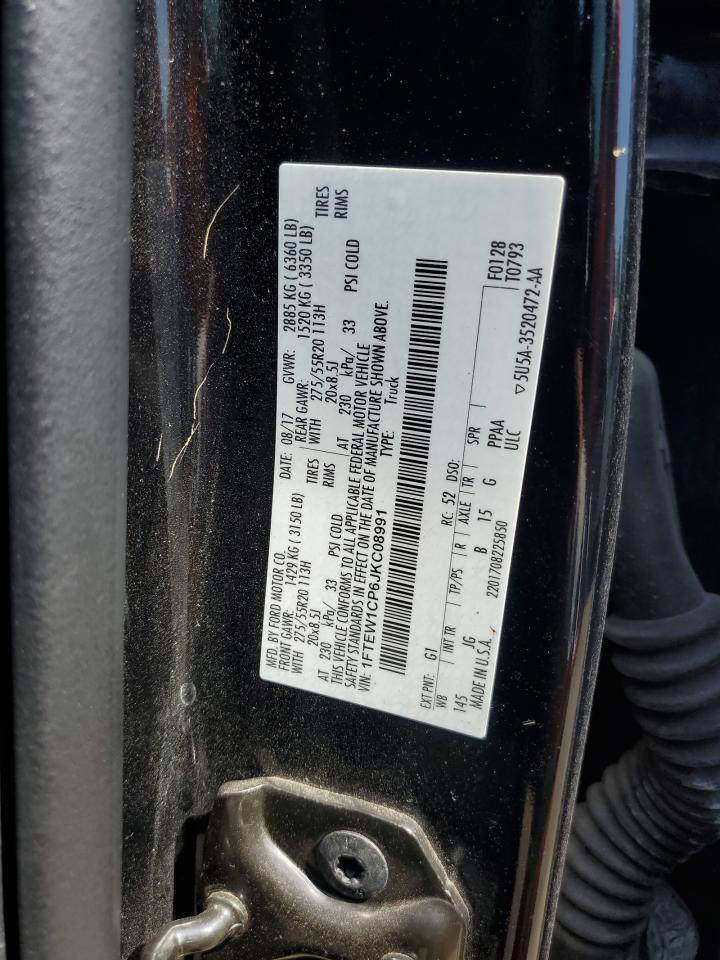 MFD. BY FORD MOTOR CO. DATE: 08/17 GVWR: 2885 KG ( 6360 LB)
FRONT GAWR: 1429 KG ( 3150 LB) REAR GAWR: 1520 KG ( 3350 LB)
WITH 275/55R20 113H TIRES WITH 275/55R20 113H TIRES
20x8.5J RIMS 20x8.5J RIMS
AT 230 kPa/ 33 PSI COLD AT 230 kPa/ 33 PSI COLD
THIS VEHICLE CONFORMS TO ALL APPLICABLE FEDERAL MOTOR VEHICLE
SAFETY STANDARDS IN EFFECT ON THE DATE OF MANUFACTURE SHOWN ABOVE.
VIN: 1FTEW1CP6JKC08991 TYPE: Truck
EXT PNT: G1 RC: 52 DSO:
WB INT TR TP/PS R AXLE TR SPR
145 JG B 15 G PPAA F0128
ULC T0793
MADE IN U.S.A. 2201708225850 ▽5U5A-3520472-AA